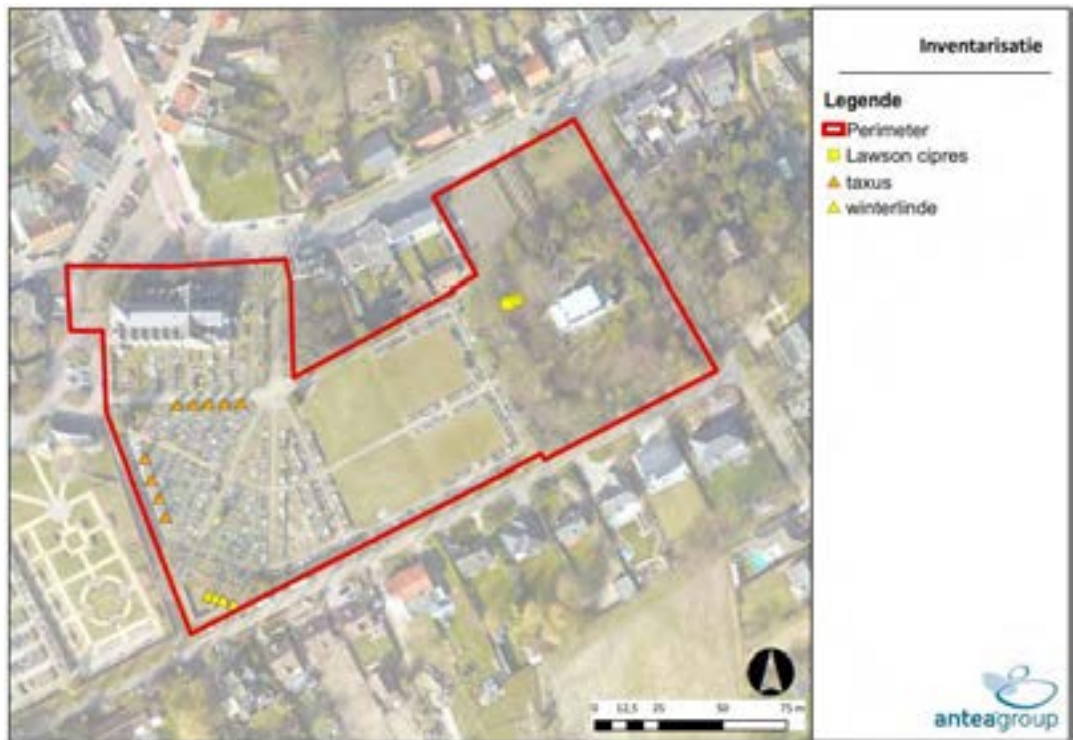 Inventarisatie
Legende
Perimeter
Lawson cipres
taxus
winterlinde
0 12,5 25 50 75 m
anteagroup